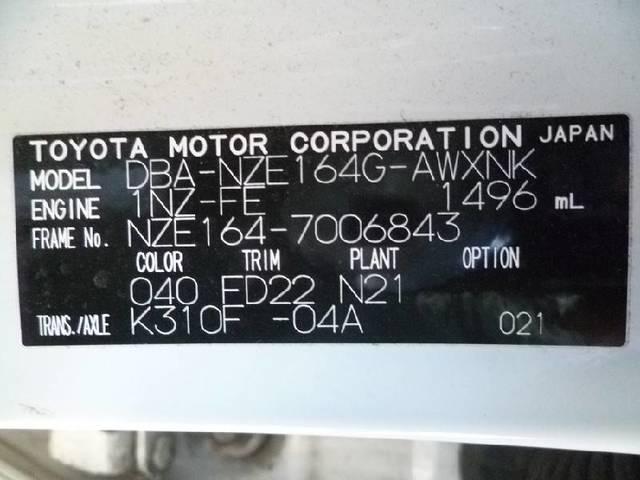 TOYOTA MOTOR CORPORATION JAPAN
MODEL DBA-NZE164G-AWXNK
ENGINE 1NZ-FE 1496 mL
FRAME No. NZE164-7006843
COLOR TRIM PLANT OPTION
040 FD22 N21
TRANS./AXLE K310F -04A 021